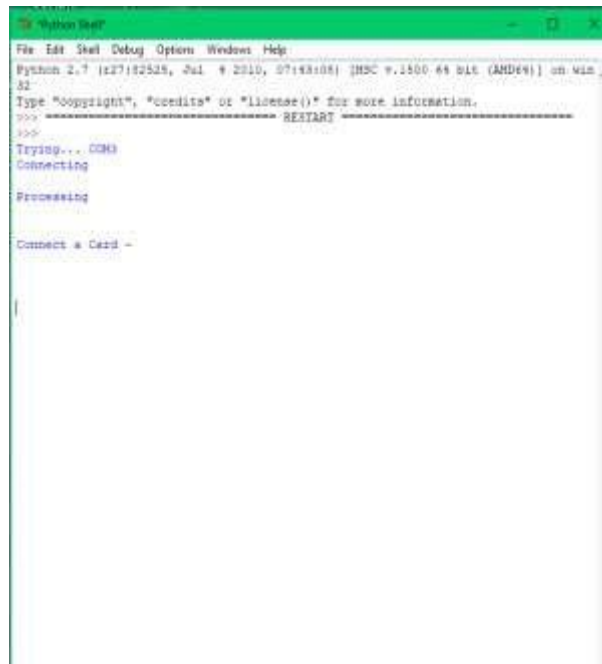 *Python Shell*
File Edit Shell Debug Options Windows Help
Python 2.7 (r27:82525, Jul 4 2010, 07:43:08) [MSC v.1500 64 bit (AMD64)] on win
32
Type "copyright", "credits" or "license()" for more information.
>>> ================================ RESTART ================================
>>>
Trying... COM3
Connecting
Processing
Connect a Card -